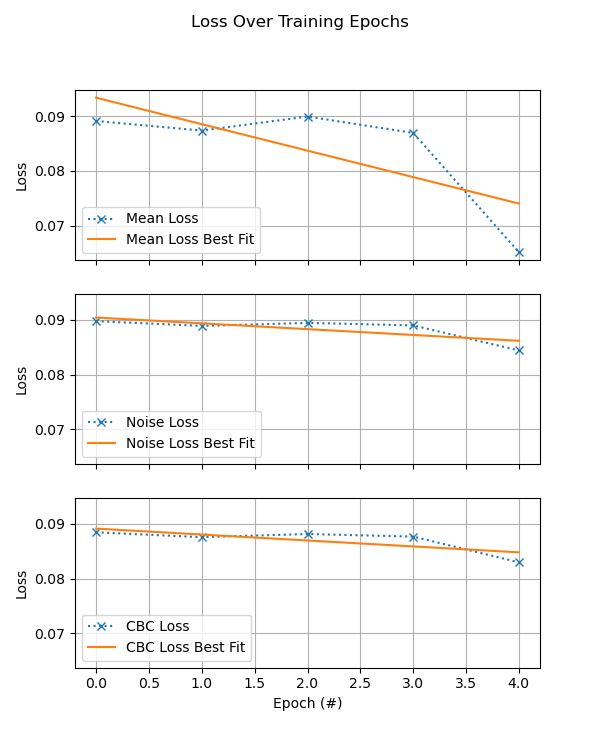 Loss Over Training Epochs
0.09
0.08
0.07
Loss
Mean Loss
Mean Loss Best Fit
0.09
0.08
0.07
Loss
Noise Loss
Noise Loss Best Fit
0.09
0.08
0.07
Loss
CBC Loss
CBC Loss Best Fit
0.0 0.5 1.0 1.5 2.0 2.5 3.0 3.5 4.0
Epoch (#)